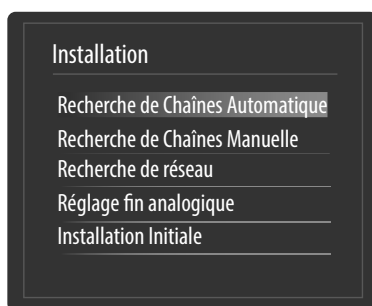 Installation
Recherche de Chaînes Automatique
Recherche de Chaînes Manuelle
Recherche de réseau
Réglage fin analogique
Installation Initiale